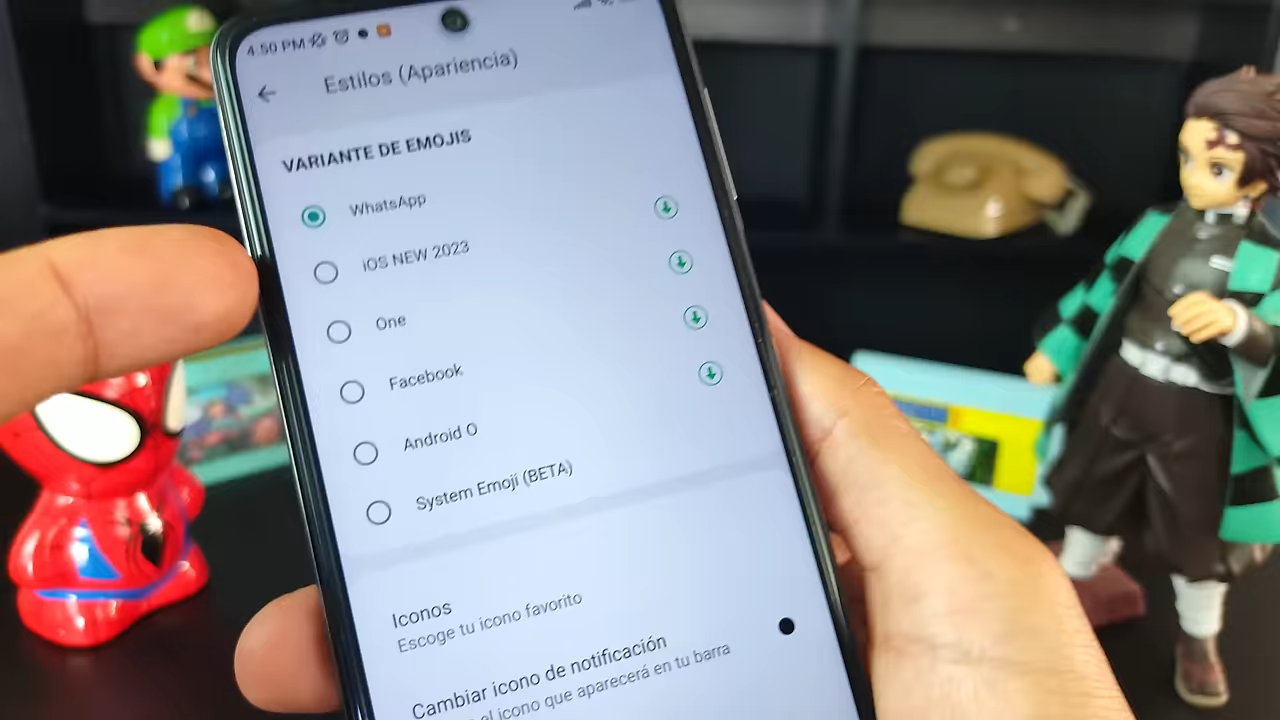 4:50 PM
Estilos (Apariencia)
VARIANTE DE EMOJIS
WhatsApp
iOS NEW 2023
One
Facebook
Android O
System Emoji (BETA)
Iconos
Escoge tu icono favorito
Cambiar icono de notificación
el icono que aparecerá en tu barra